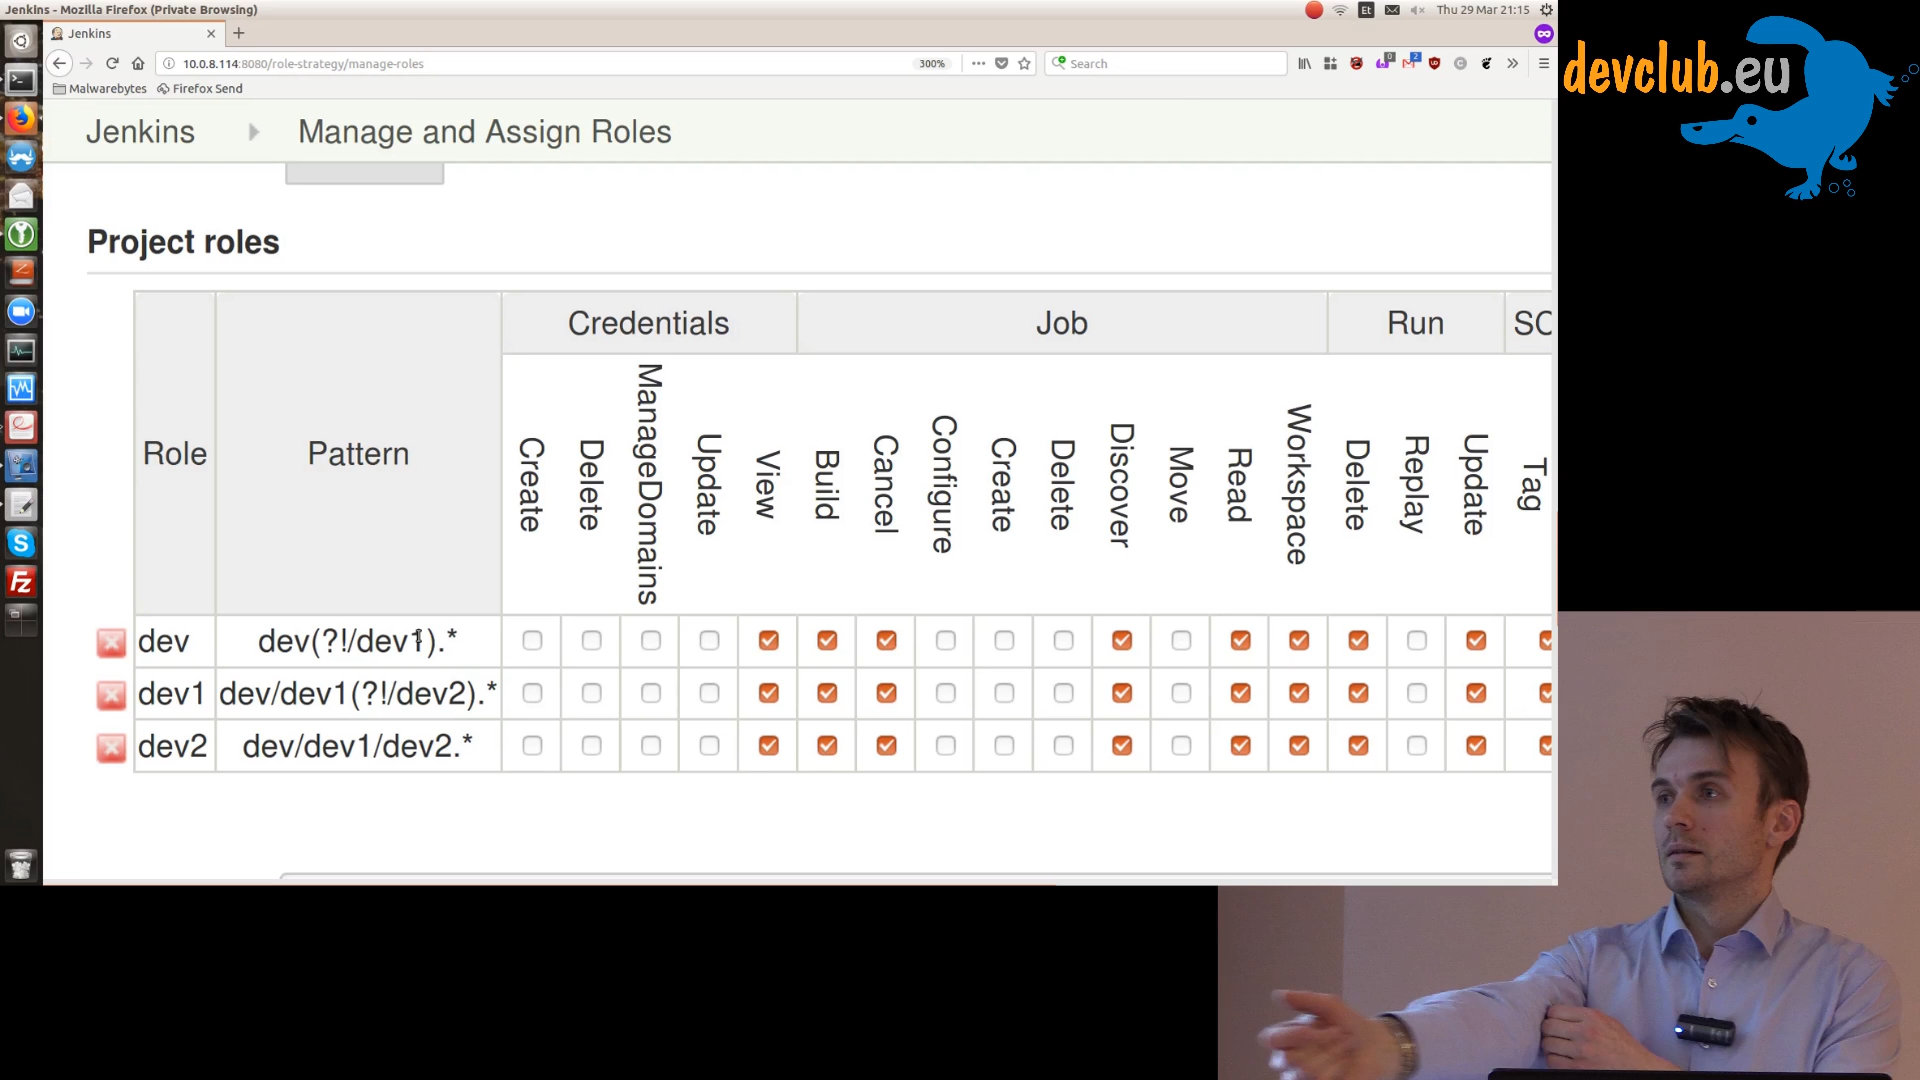 Jenkins - Mozilla Firefox (Private Browsing)
Et
Thu 29 Mar 21:15
Jenkins
10.0.8.114:8080/role-strategy/manage-roles
300%
Search
0
2
Malwarebytes
Firefox Send
Jenkins
Manage and Assign Roles
Project roles
Role
Pattern
Credentials
Job
Run
SC
Create
Delete
ManageDomains
Update
View
Build
Cancel
Configure
Create
Delete
Discover
Move
Read
Workspace
Delete
Replay
Update
Tag
dev dev(?!/dev1).*
dev1 dev/dev1(?!/dev2).*
dev2 dev/dev1/dev2.*
devclub.eu